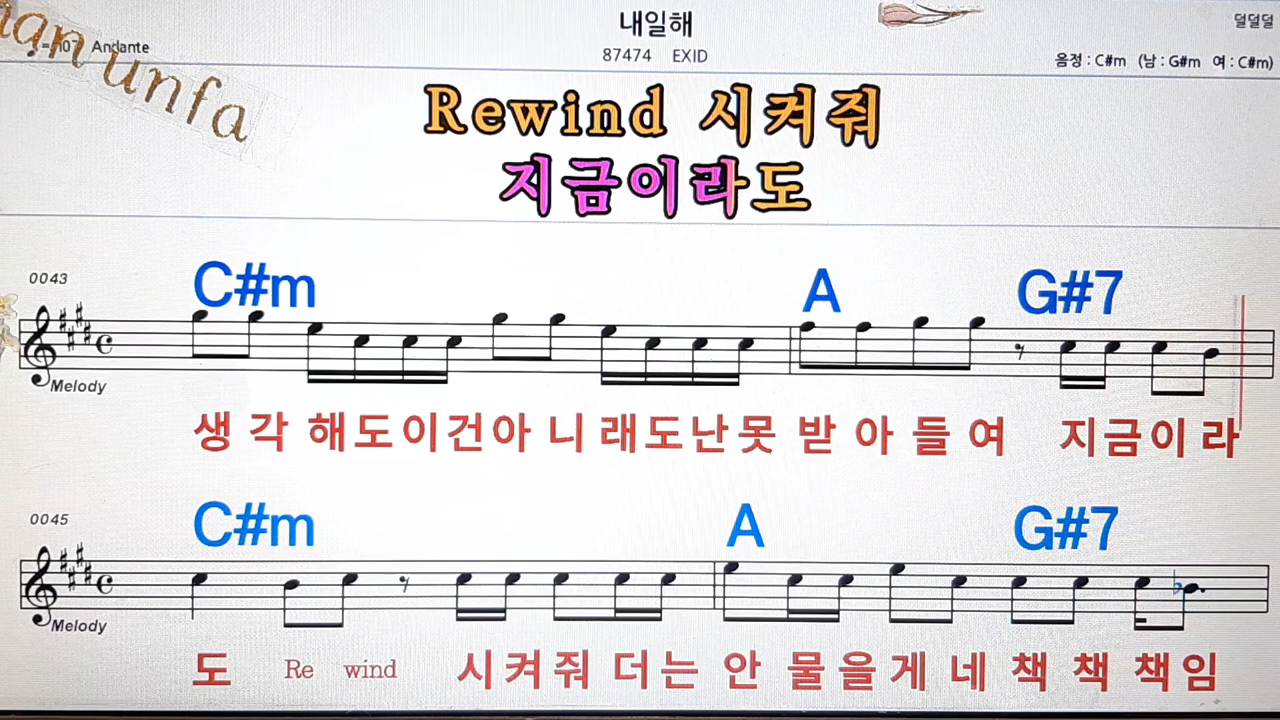 unfa
내일해
덜덜덜
Andante
87474 EXID
음정 : C#m (남 : G#m 여 : C#m)
Rewind 시켜줘
지금이라도
0043
C#m A G#7
Melody
생 각 해도이건아 니 래도난못 받 아 들 여 지금이 라
0045
C#m A G#7
Melody
도 Re wind 시켜줘 더는 안 물을게 네 책 책 책임